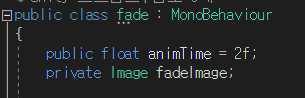 public class fade : MonoBehaviour
{
public float animTime = 2f;
private Image fadeImage;